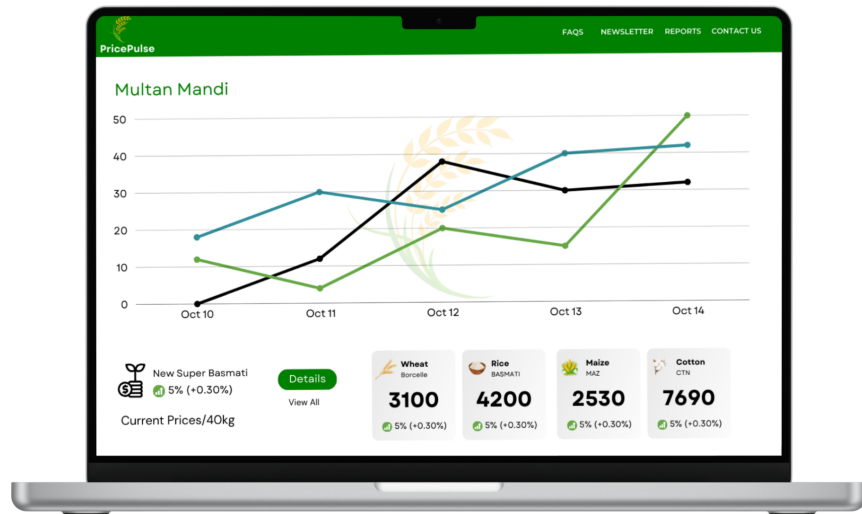 PricePulse
FAQS NEWSLETTER REPORTS CONTACT US
Multan Mandi
50
40
30
20
10
0
Oct 10 Oct 11 Oct 12 Oct 13 Oct 14
New Super Basmati
5% (+0.30%)
Current Prices/40kg
Details
View All
Wheat
Borcelle
3100
5% (+0.30%)
Rice
BASMATI
4200
5% (+0.30%)
Maize
MAZ
2530
5% (+0.30%)
Cotton
CTN
7690
5% (+0.30%)